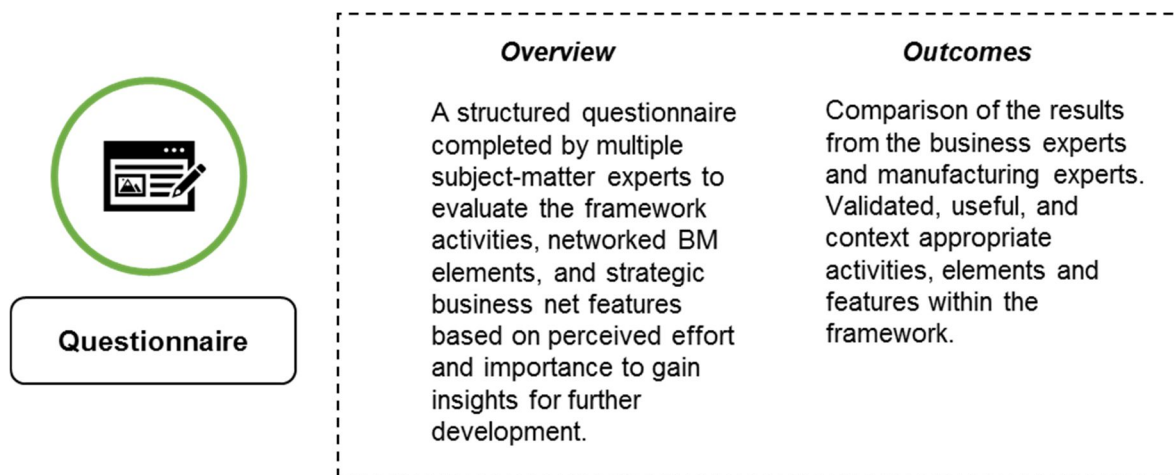 Overview
A structured questionnaire
completed by multiple
subject-matter experts to
evaluate the framework
activities, networked BM
elements, and strategic
business net features
based on perceived effort
and importance to gain
insights for further
development.
Outcomes
Comparison of the results
from the business experts
and manufacturing experts.
Validated, useful, and
context appropriate
activities, elements and
features within the
framework.
Questionnaire